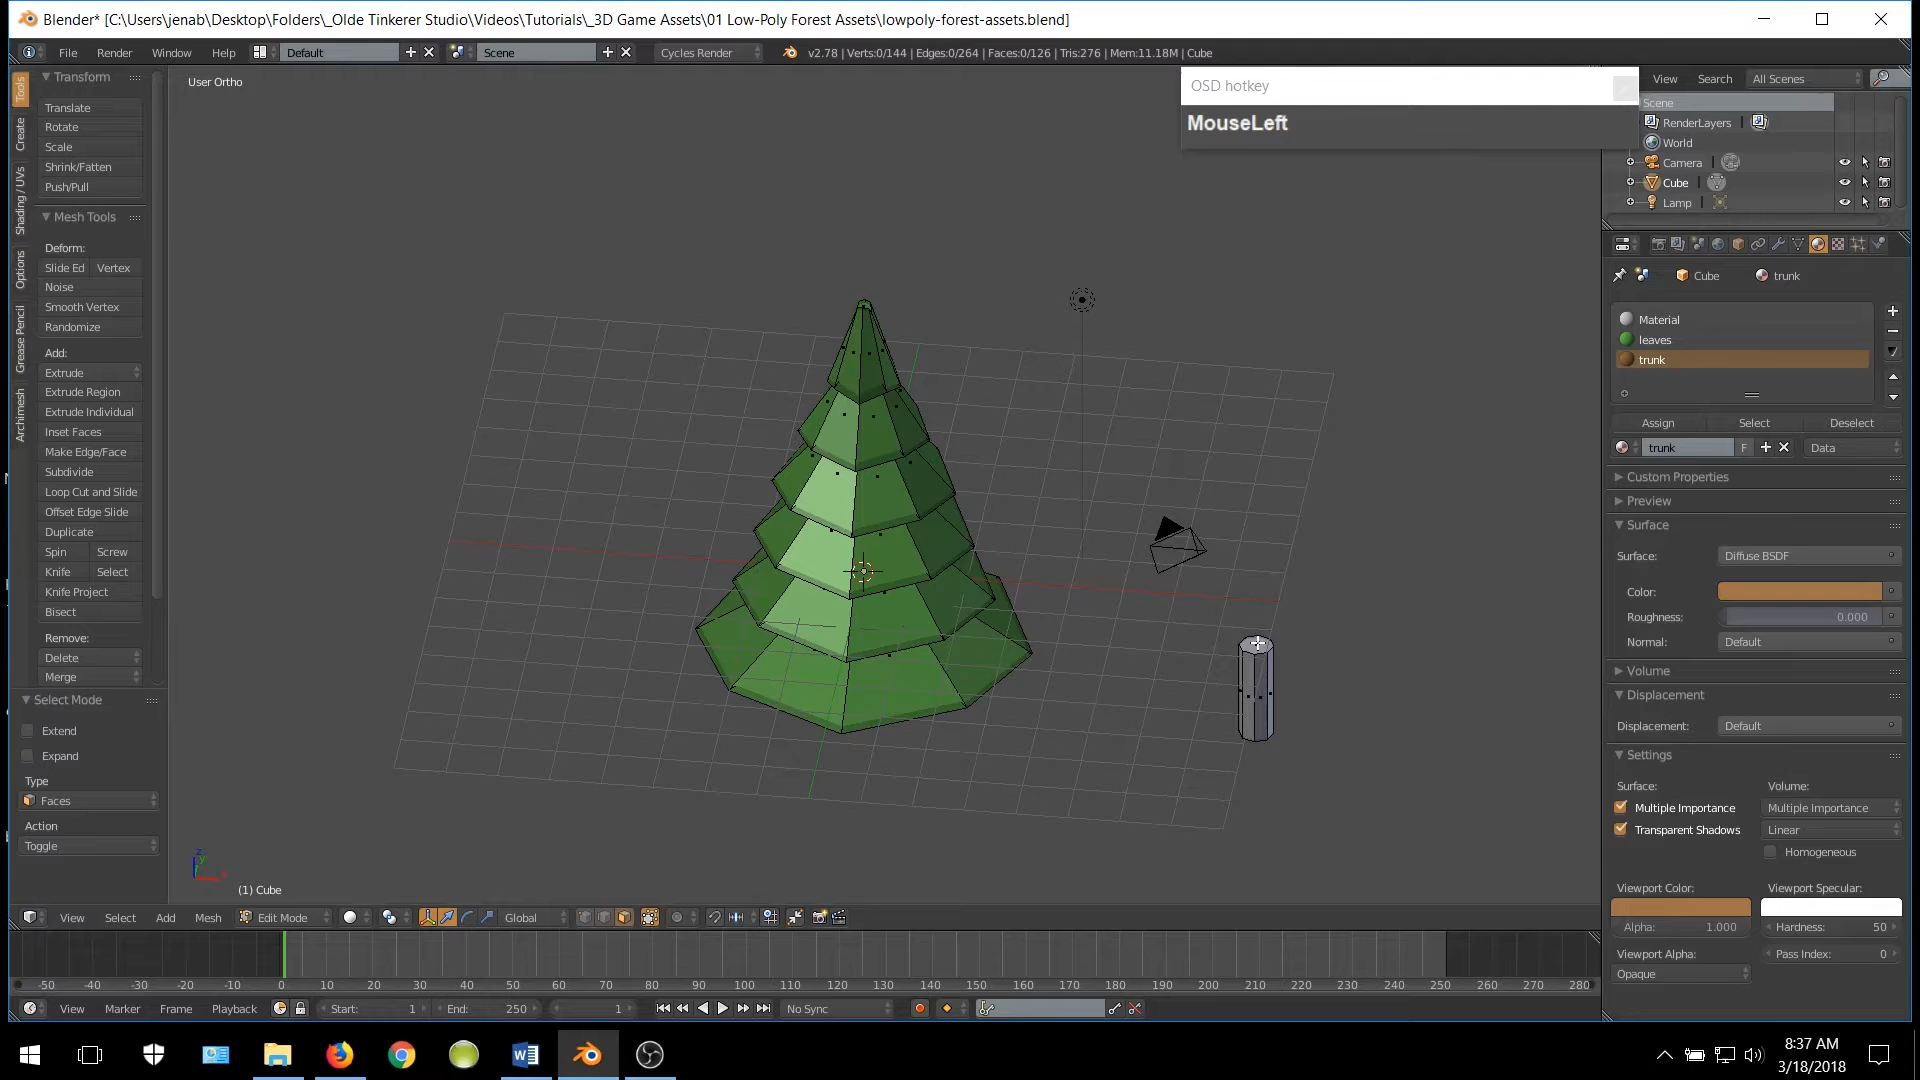 Blender* [C:\Users\jenab\Desktop\Folders\_Olde Tinkerer Studio\Videos\Tutorials\_3D Game Assets\01 Low-Poly Forest Assets\lowpoly-forest-assets.blend]
File Render Window Help Default Scene Cycles Render v2.78 | Verts:0/144 | Edges:0/264 | Faces:0/126 | Tris:276 | Mem:11.18M | Cube
Tools
Create
Shading / UVs
Options
Grease Pencil
Archimesh
Transform
Translate
Rotate
Scale
Shrink/Fatten
Push/Pull
Mesh Tools
Deform:
Slide Ed Vertex
Noise
Smooth Vertex
Randomize
Add:
Extrude
Extrude Region
Extrude Individual
Inset Faces
Make Edge/Face
Subdivide
Loop Cut and Slide
Offset Edge Slide
Duplicate
Spin Screw
Knife Select
Knife Project
Bisect
Remove:
Delete
Merge
Select Mode
Extend
Expand
Type
Faces
Action
Toggle
User Ortho
OSD hotkey
MouseLeft
z
y
x
(1) Cube
View Select Add Mesh Edit Mode Global
View Search All Scenes
Scene
RenderLayers
World
Camera
Cube
Lamp
Cube trunk
Material
leaves
trunk
Assign Select Deselect
trunk F Data
Custom Properties
Preview
Surface
Surface: Diffuse BSDF
Color:
Roughness: 0.000
Normal: Default
Volume
Displacement
Displacement: Default
Settings
Surface: Volume:
Multiple Importance Multiple Importance
Transparent Shadows Linear
Homogeneous
Viewport Color: Viewport Specular:
Alpha: 1.000 Hardness: 50
Viewport Alpha: Pass Index: 0
Opaque
-50 -40 -30 -20 -10 0 10 20 30 40 50 60 70 80 90 100 110 120 130 140 150 160 170 180 190 200 210 220 230 240 250 260 270 280
View Marker Frame Playback Start: 1 End: 250 1 No Sync
8:37 AM
3/18/2018